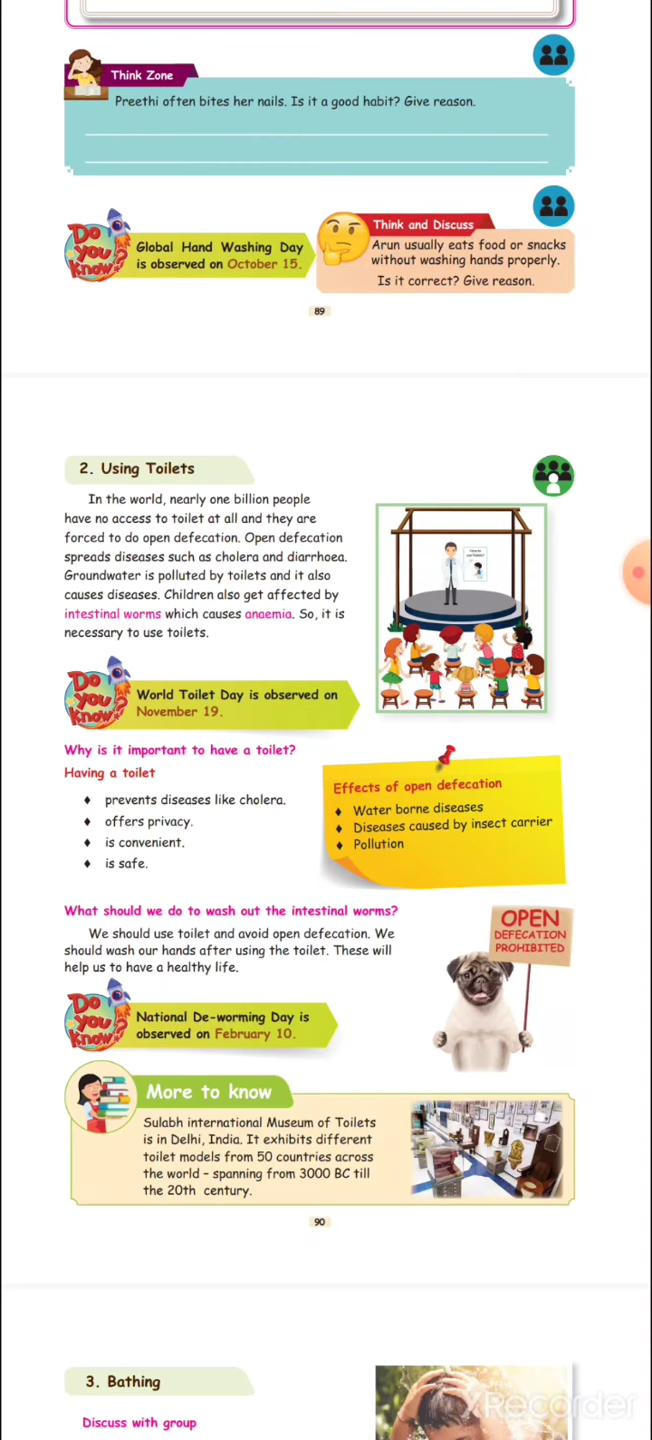 Think Zone
Preethi often bites her nails. Is it a good habit? Give reason.
Do you Know?
Global Hand Washing Day
is observed on October 15.
Think and Discuss
Arun usually eats food or snacks
without washing hands properly.
Is it correct? Give reason.
89
2. Using Toilets
In the world, nearly one billion people
have no access to toilet at all and they are
forced to do open defecation. Open defecation
spreads diseases such as cholera and diarrhoea.
Groundwater is polluted by toilets and it also
causes diseases. Children also get affected by
intestinal worms which causes anaemia. So, it is
necessary to use toilets.
Do you Know?
World Toilet Day is observed on
November 19.
Why is it important to have a toilet?
Having a toilet
♦ prevents diseases like cholera.
♦ offers privacy.
♦ is convenient.
♦ is safe.
Effects of open defecation
♦ Water borne diseases
♦ Diseases caused by insect carrier
♦ Pollution
What should we do to wash out the intestinal worms?
We should use toilet and avoid open defecation. We
should wash our hands after using the toilet. These will
help us to have a healthy life.
OPEN
DEFECATION
PROHIBITED
Do you Know?
National De-worming Day is
observed on February 10.
More to know
Sulabh international Museum of Toilets
is in Delhi, India. It exhibits different
toilet models from 50 countries across
the world – spanning from 3000 BC till
the 20th century.
90
3. Bathing
Discuss with group
XRecorder